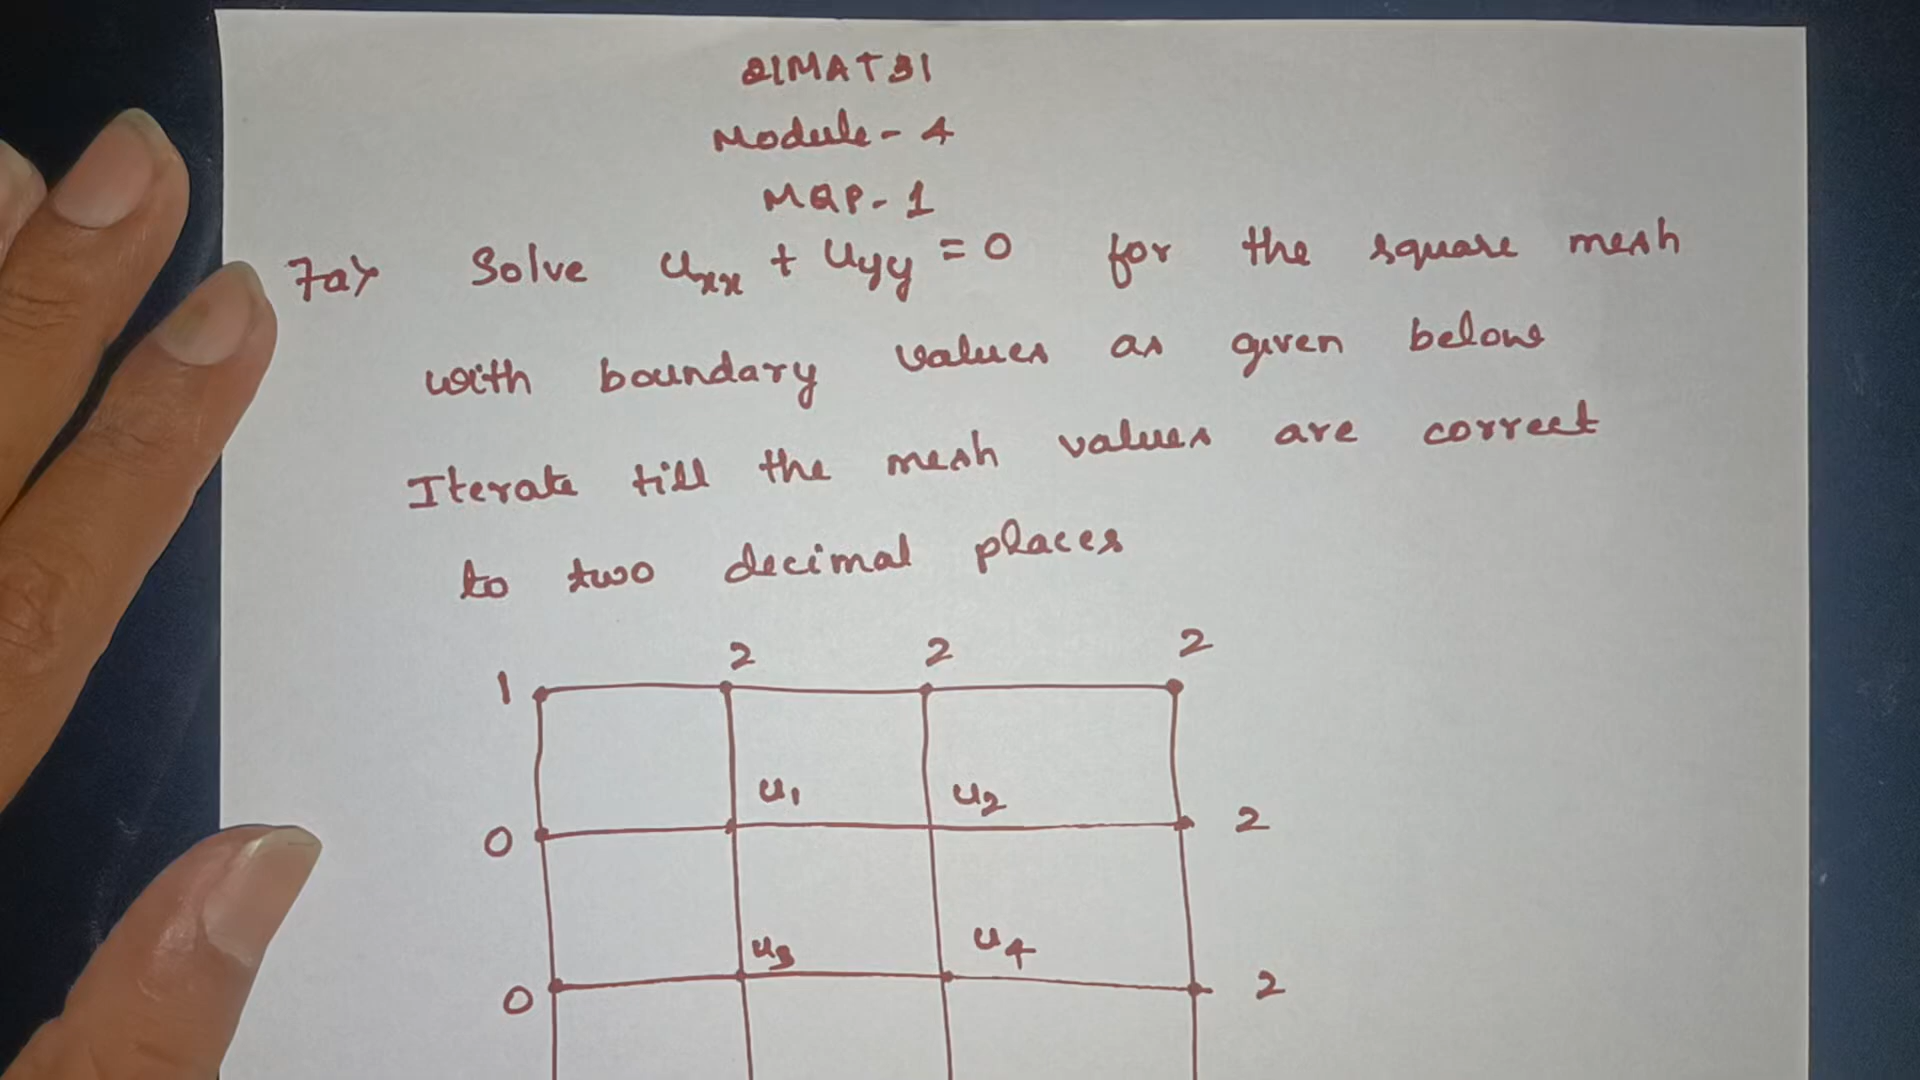 21MAT31
Module - 4
MQP - 1
7a) Solve uxx + uyy = 0 for the square mesh
with boundary values as given below
Iterate till the mesh values are correct
to two decimal places
1 2 2 2
u1 u2
0 2
u3 u4
0 2